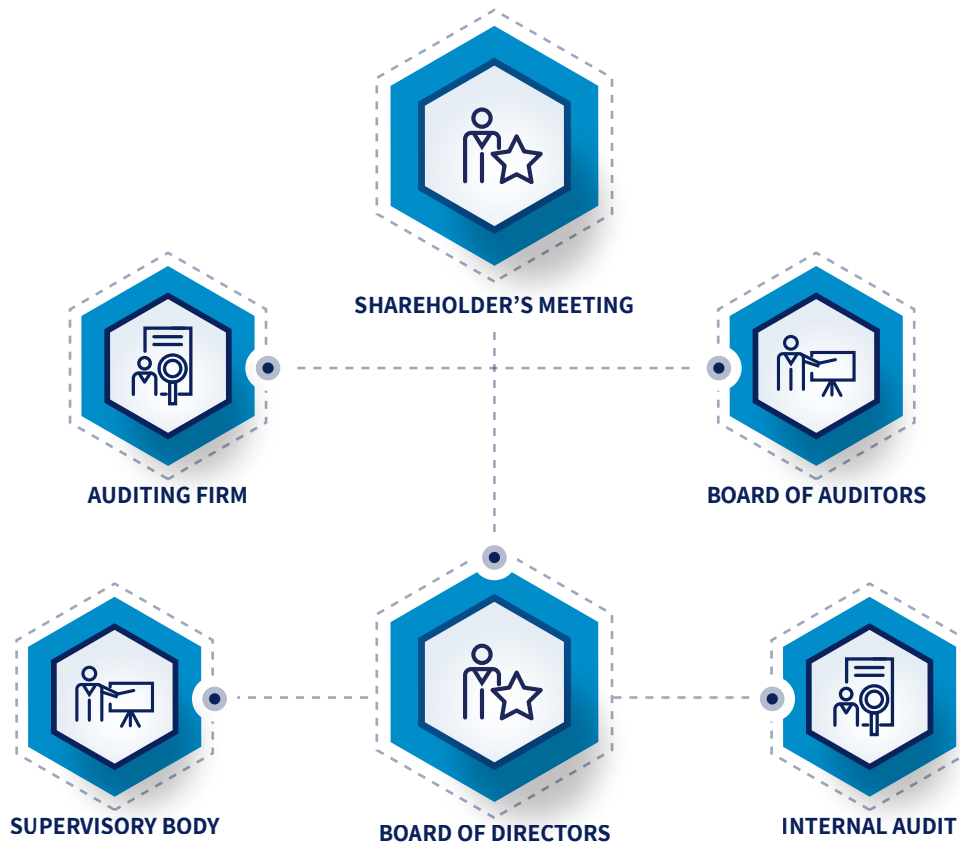 SHAREHOLDER’S MEETING
AUDITING FIRM
BOARD OF AUDITORS
SUPERVISORY BODY
BOARD OF DIRECTORS
INTERNAL AUDIT